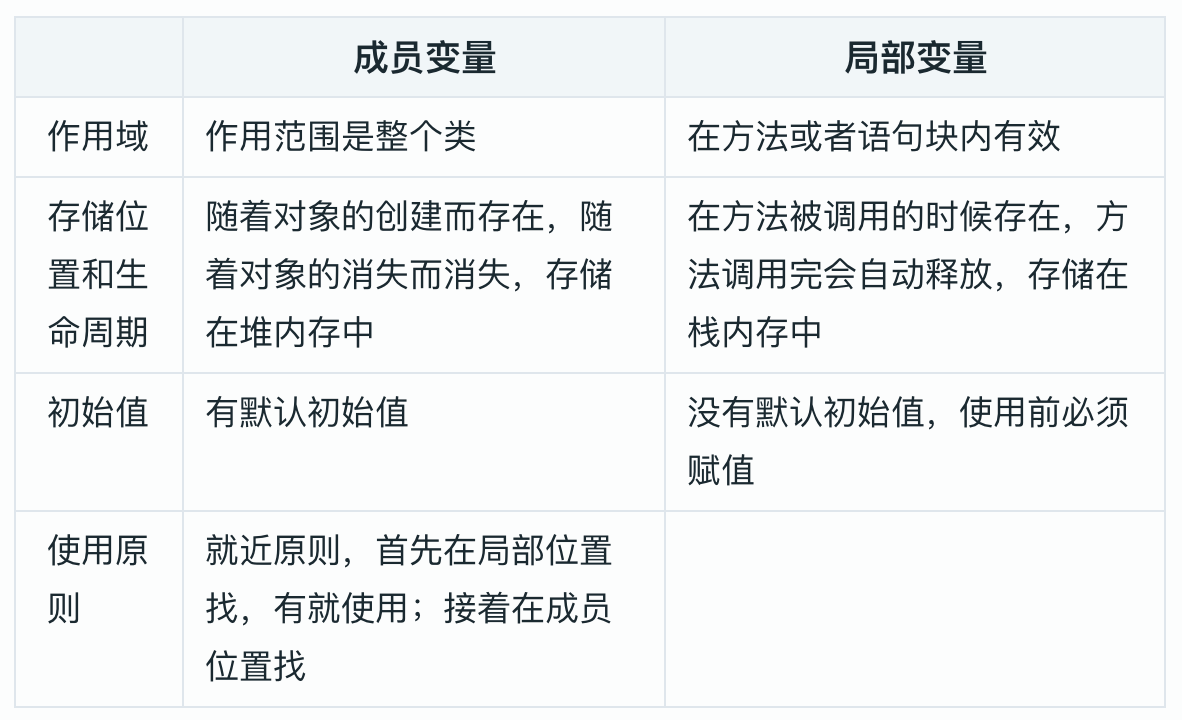 成员变量
局部变量
作用域
作用范围是整个类
在方法或者语句块内有效
存储位
置和生
命周期
随着对象的创建而存在，随
着对象的消失而消失，存储
在堆内存中
在方法被调用的时候存在，方
法调用完会自动释放，存储在
栈内存中
初始值
有默认初始值
没有默认初始值，使用前必须
赋值
使用原
则
就近原则，首先在局部位置
找，有就使用；接着在成员
位置找